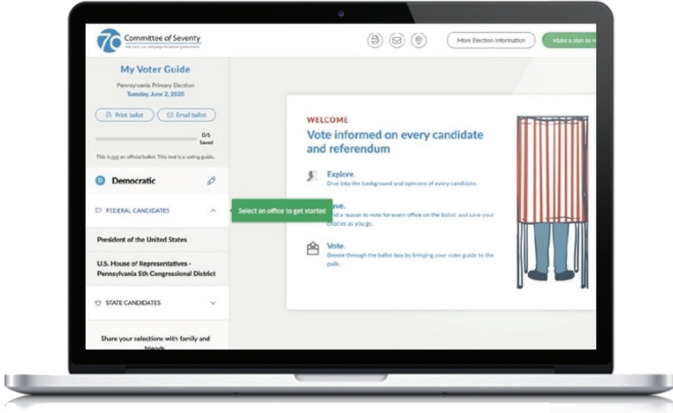 70 Committee of Seventy
More Election Information
Make a plan to v
My Voter Guide
Pennsylvania Primary Election
Tuesday, June 2, 2020
Print ballot
Email ballot
0/5
Saved
This is not an official ballot. This tool is a voting guide.
D Democratic
FEDERAL CANDIDATES
Select an office to get started
President of the United States
U.S. House of Representatives -
Pennsylvania 5th Congressional District
STATE CANDIDATES
Share your selections with family and
friends
WELCOME
Vote informed on every candidate
and referendum
Explore.
Dive into the background and opinions of every candidate.
ave.
nd a reason to vote for every office on the ballot, and save your
choices as you go.
Vote.
Breeze through the ballot box by bringing your voter guide to the
polls.